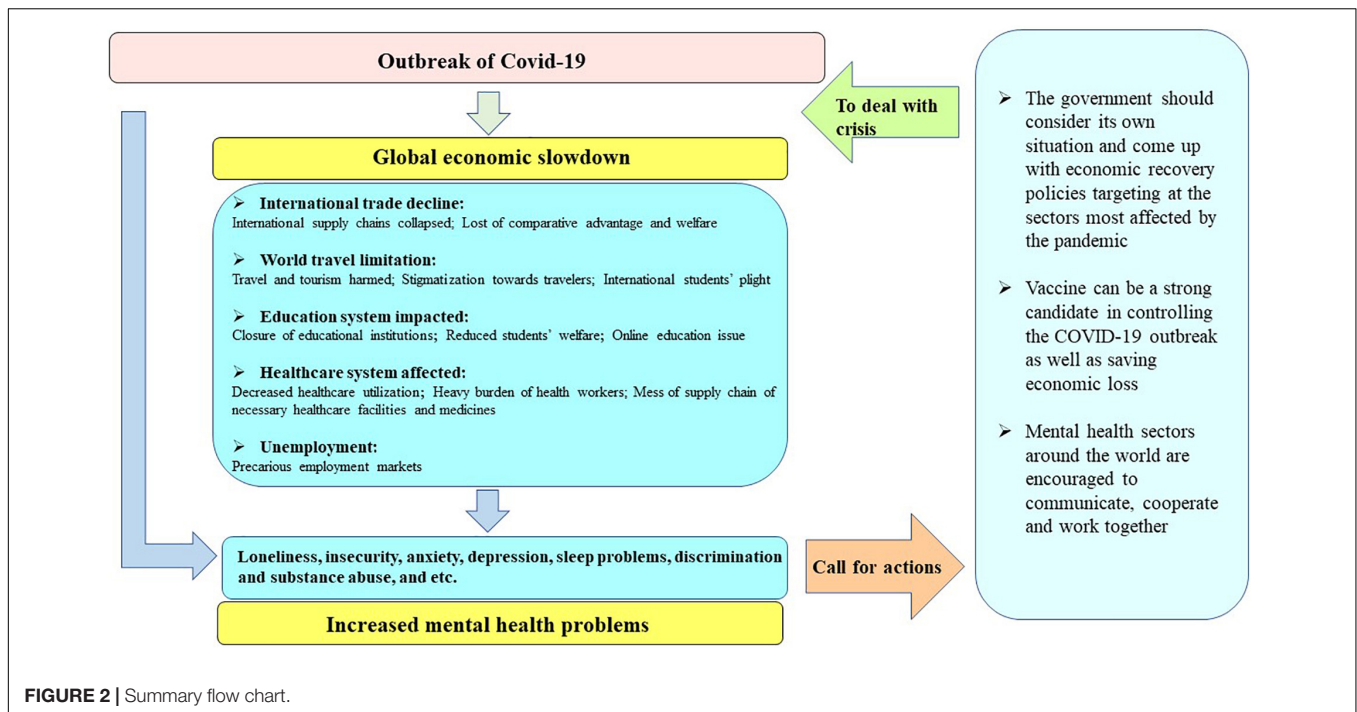 Outbreak of Covid-19
To deal with
crisis
Global economic slowdown
➢ International trade decline:
International supply chains collapsed; Lost of comparative advantage and welfare
➢ World travel limitation:
Travel and tourism harmed; Stigmatization towards travelers; International students’ plight
➢ Education system impacted:
Closure of educational institutions; Reduced students’ welfare; Online education issue
➢ Healthcare system affected:
Decreased healthcare utilization; Heavy burden of health workers; Mess of supply chain of
necessary healthcare facilities and medicines
➢ Unemployment:
Precarious employment markets
Loneliness, insecurity, anxiety, depression, sleep problems, discrimination
and substance abuse, and etc.
Increased mental health problems
Call for actions
➢ The government should
consider its own
situation and come up
with economic recovery
policies targeting at the
sectors most affected by
the pandemic
➢ Vaccine can be a strong
candidate in controlling
the COVID-19 outbreak
as well as saving
economic loss
➢ Mental health sectors
around the world are
encouraged to
communicate, cooperate
and work together
FIGURE 2 | Summary flow chart.